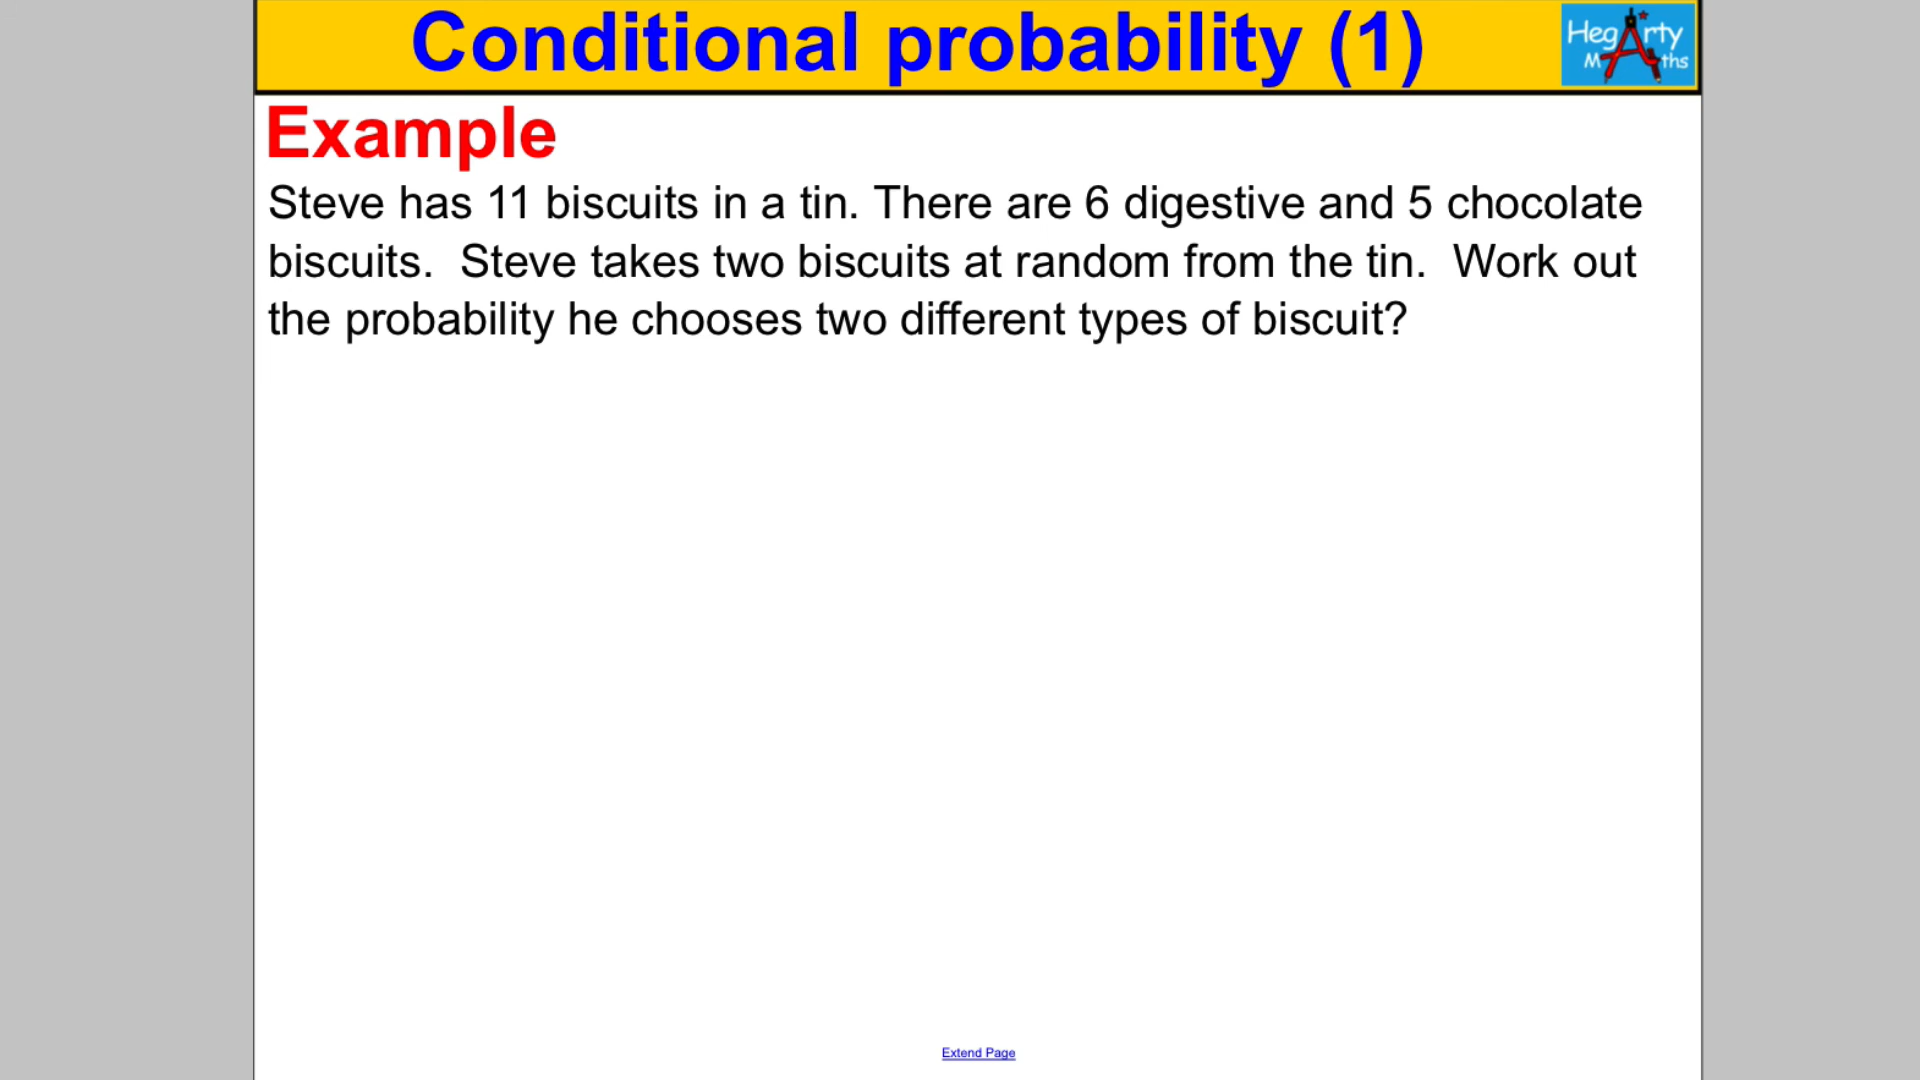 Conditional probability (1)
HegArty
Maths
Example
Steve has 11 biscuits in a tin. There are 6 digestive and 5 chocolate
biscuits.  Steve takes two biscuits at random from the tin.  Work out
the probability he chooses two different types of biscuit?
Extend Page